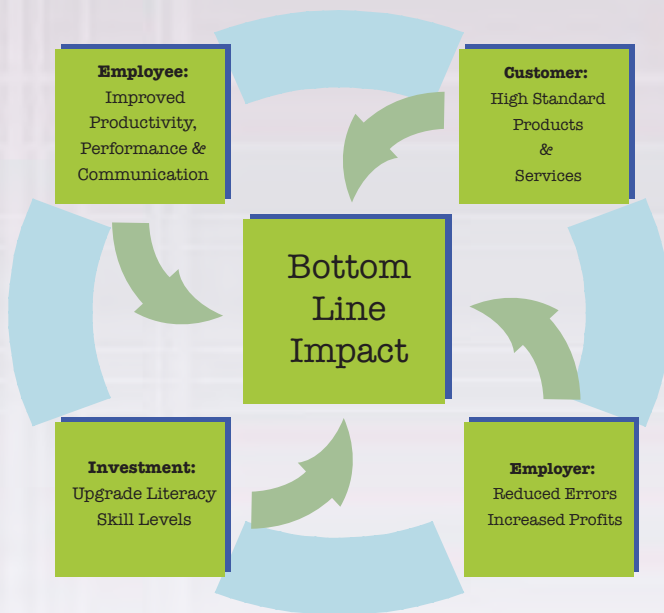 Employee:
Improved
Productivity,
Performance &
Communication
Customer:
High Standard
Products
&
Services
Bottom
Line
Impact
Investment:
Upgrade Literacy
Skill Levels
Employer:
Reduced Errors
Increased Profits